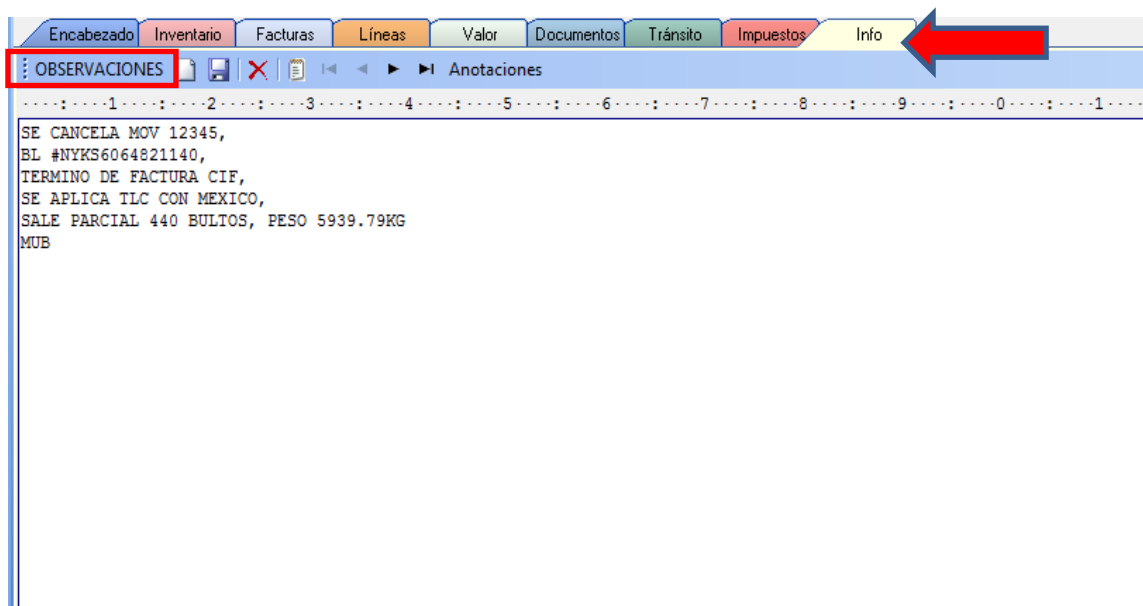 Encabezado Inventario Facturas Líneas Valor Documentos Tránsito Impuestos Info
OBSERVACIONES Anotaciones
····:····1····:····2····:····3····:····4····:····5····:····6····:····7····:····8····:····9····:····0····:····1····
SE CANCELA MOV 12345,
BL #NYKS6064821140,
TERMINO DE FACTURA CIF,
SE APLICA TLC CON MEXICO,
SALE PARCIAL 440 BULTOS, PESO 5939.79KG
MUB